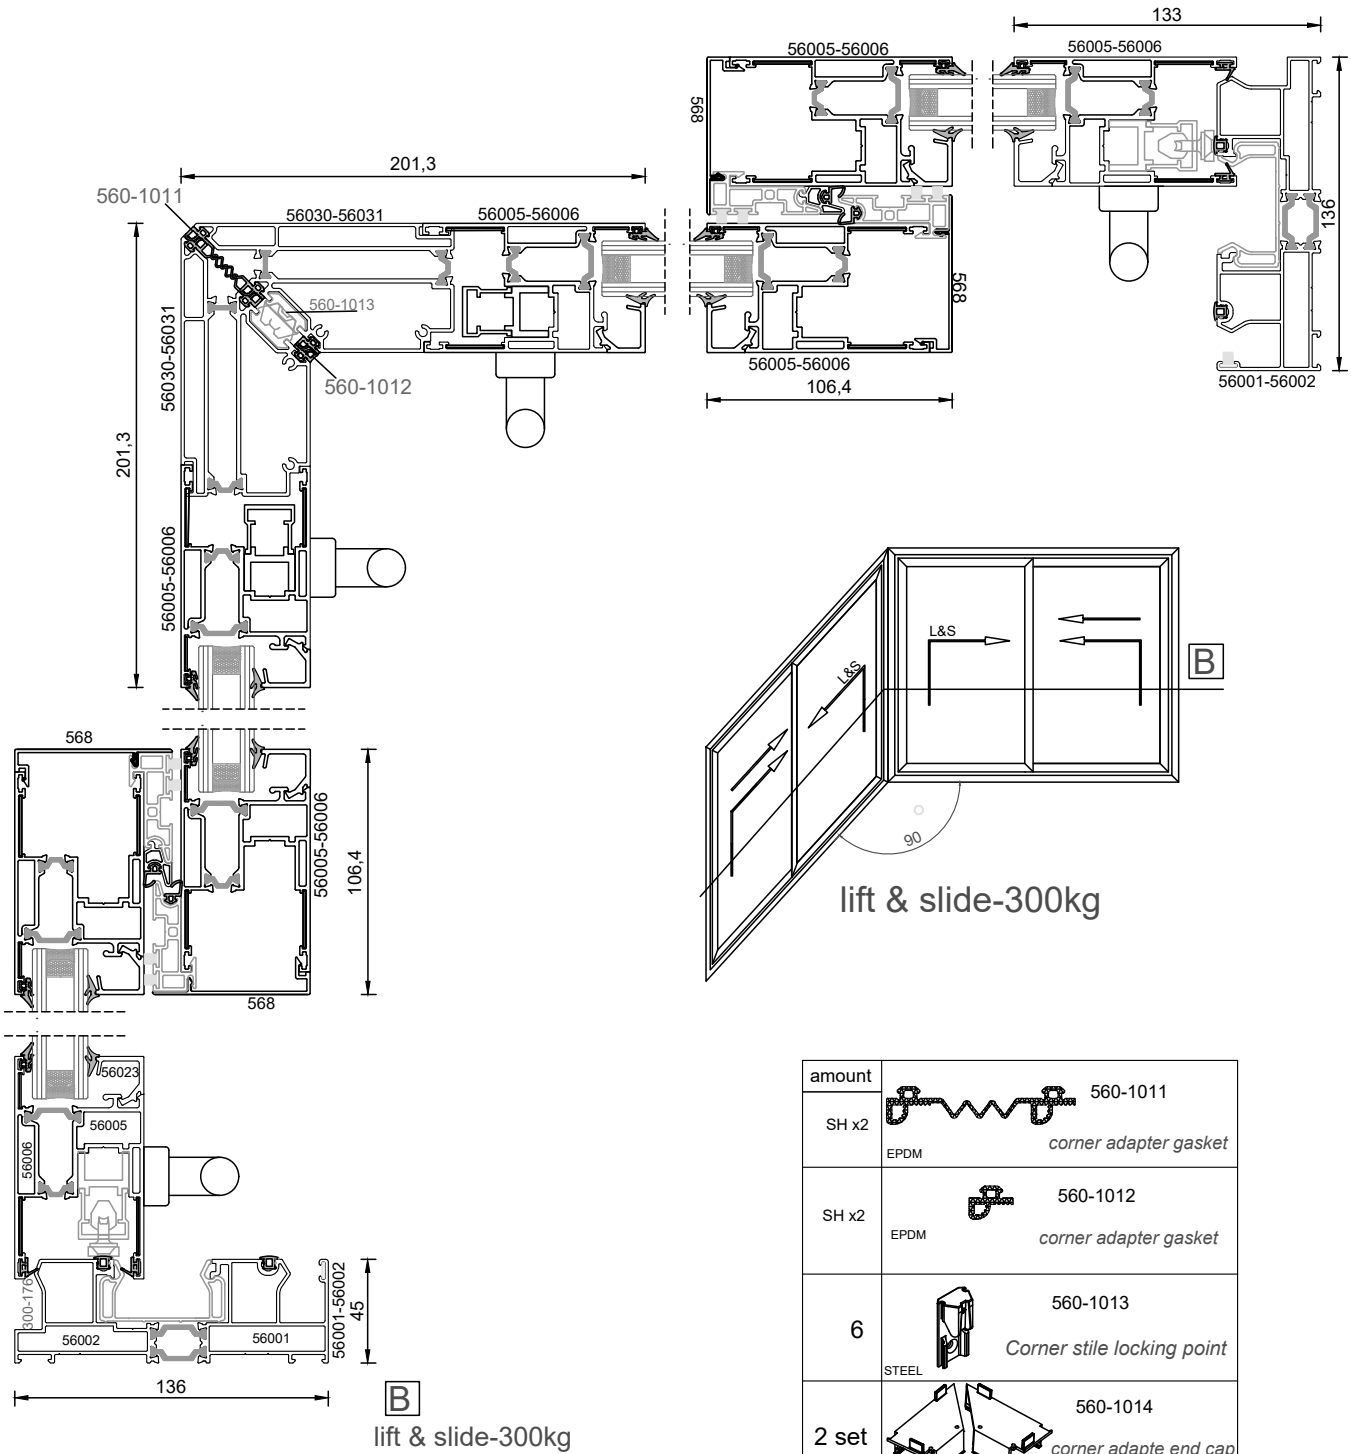 133
56005-56006
56005-56006
568
136
201,3
560-1011
56030-56031
56005-56006
560-1013
560-1012
56030-56031
201,3
568
56005-56006
106,4
56001-56002
56005-56006
L&S
L&S
B
90
lift & slide-300kg
568
56005-56006
106,4
568
56023
56005
56006
300-176
56002
56001
56001-56002
45
136
B
lift & slide-300kg
amount
SH x2
EPDM
560-1011
corner adapter gasket
SH x2
EPDM
560-1012
corner adapter gasket
6
STEEL
560-1013
Corner stile locking point
2 set
560-1014
corner adapte end cap